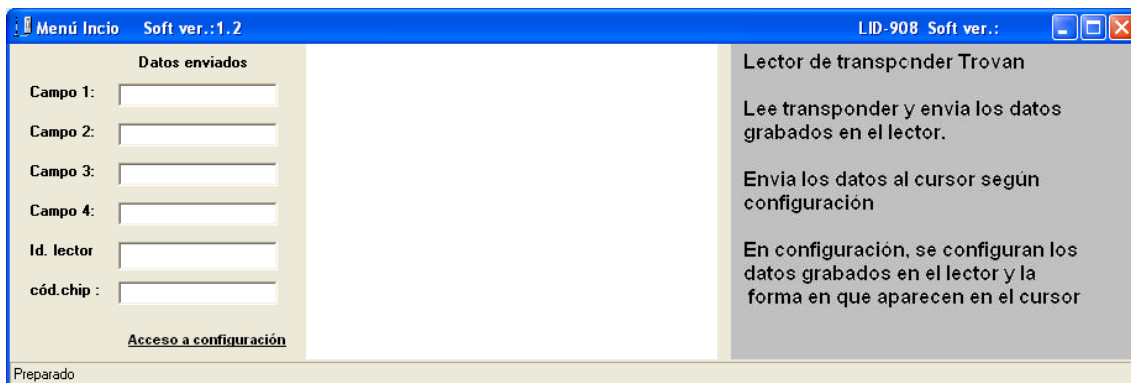 Menú Incio Soft ver.:1.2
LID-908 Soft ver.:
Datos enviados
Campo 1:
Campo 2:
Campo 3:
Campo 4:
Id. lector
cód.chip :
Acceso a configuración
Lector de transponder Trovan
Lee transponder y envia los datos
grabados en el lector.
Envia los datos al cursor según
configuración
En configuración, se configuran los
datos grabados en el lector y la
forma en que aparecen en el cursor
Preparado